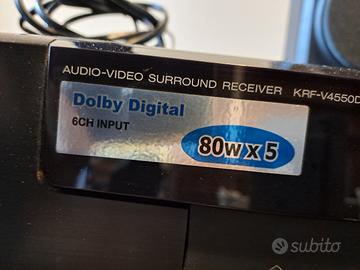 AUDIO-VIDEO SURROUND RECEIVER KRF-V4550D
Dolby Digital
6CH INPUT
80W X 5
subito